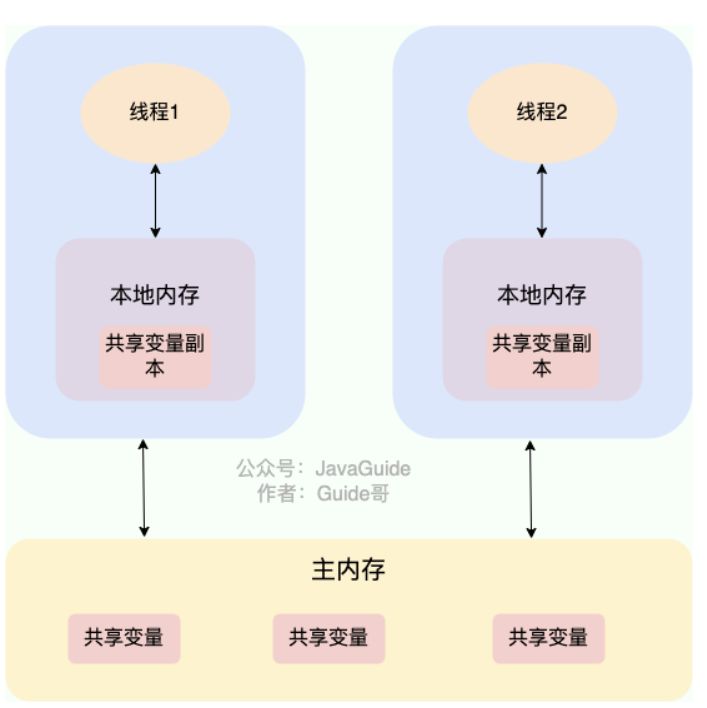 线程1
线程2
本地内存
本地内存
共享变量副
本
共享变量副
本
公众号：JavaGuide
作者：Guide哥
主内存
共享变量
共享变量
共享变量